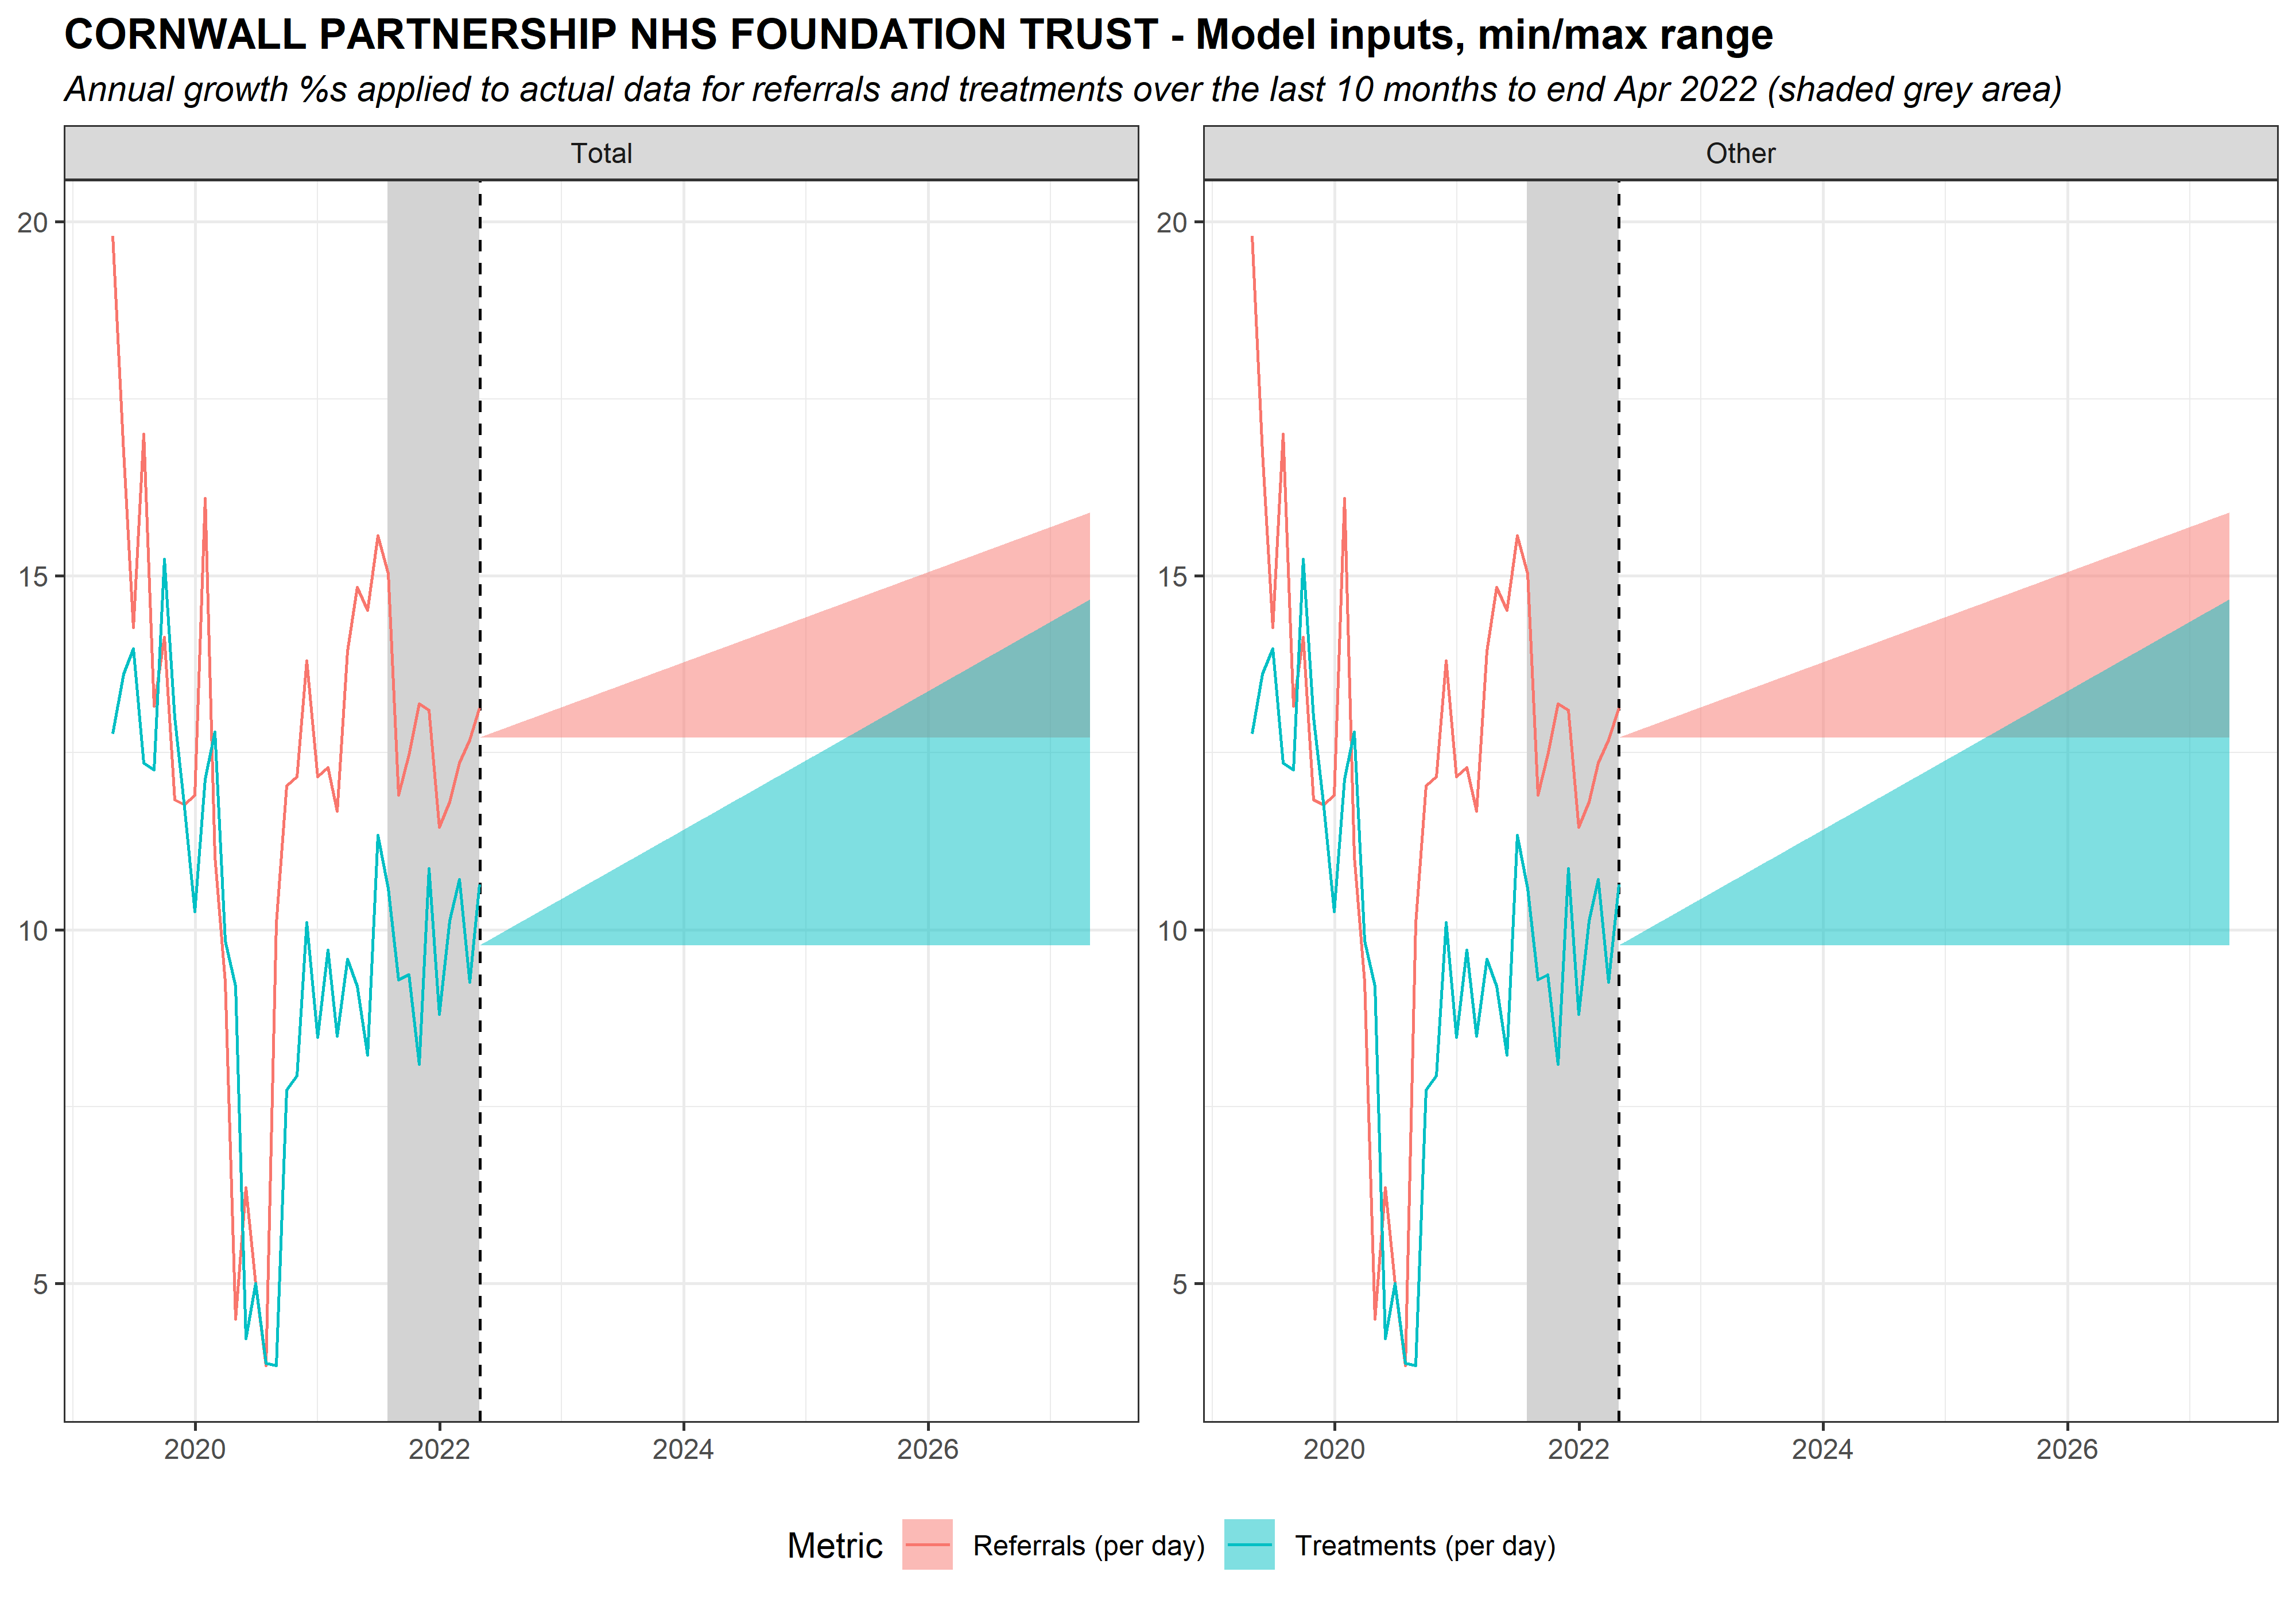 CORNWALL PARTNERSHIP NHS FOUNDATION TRUST - Model inputs, min/max range
Annual growth %s applied to actual data for referrals and treatments over the last 10 months to end Apr 2022 (shaded grey area)
Total
Other
20
15
10
5
20
15
10
5
2020 2022 2024 2026
2020 2022 2024 2026
Metric Referrals (per day) Treatments (per day)